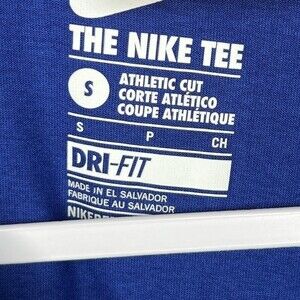 THE NIKE TEE
S
ATHLETIC CUT
CORTE ATLÉTICO
COUPE ATHLÉTIQUE
S P CH
DRI-FIT
MADE IN EL SALVADOR
FABRIQUE AU SALVADOR